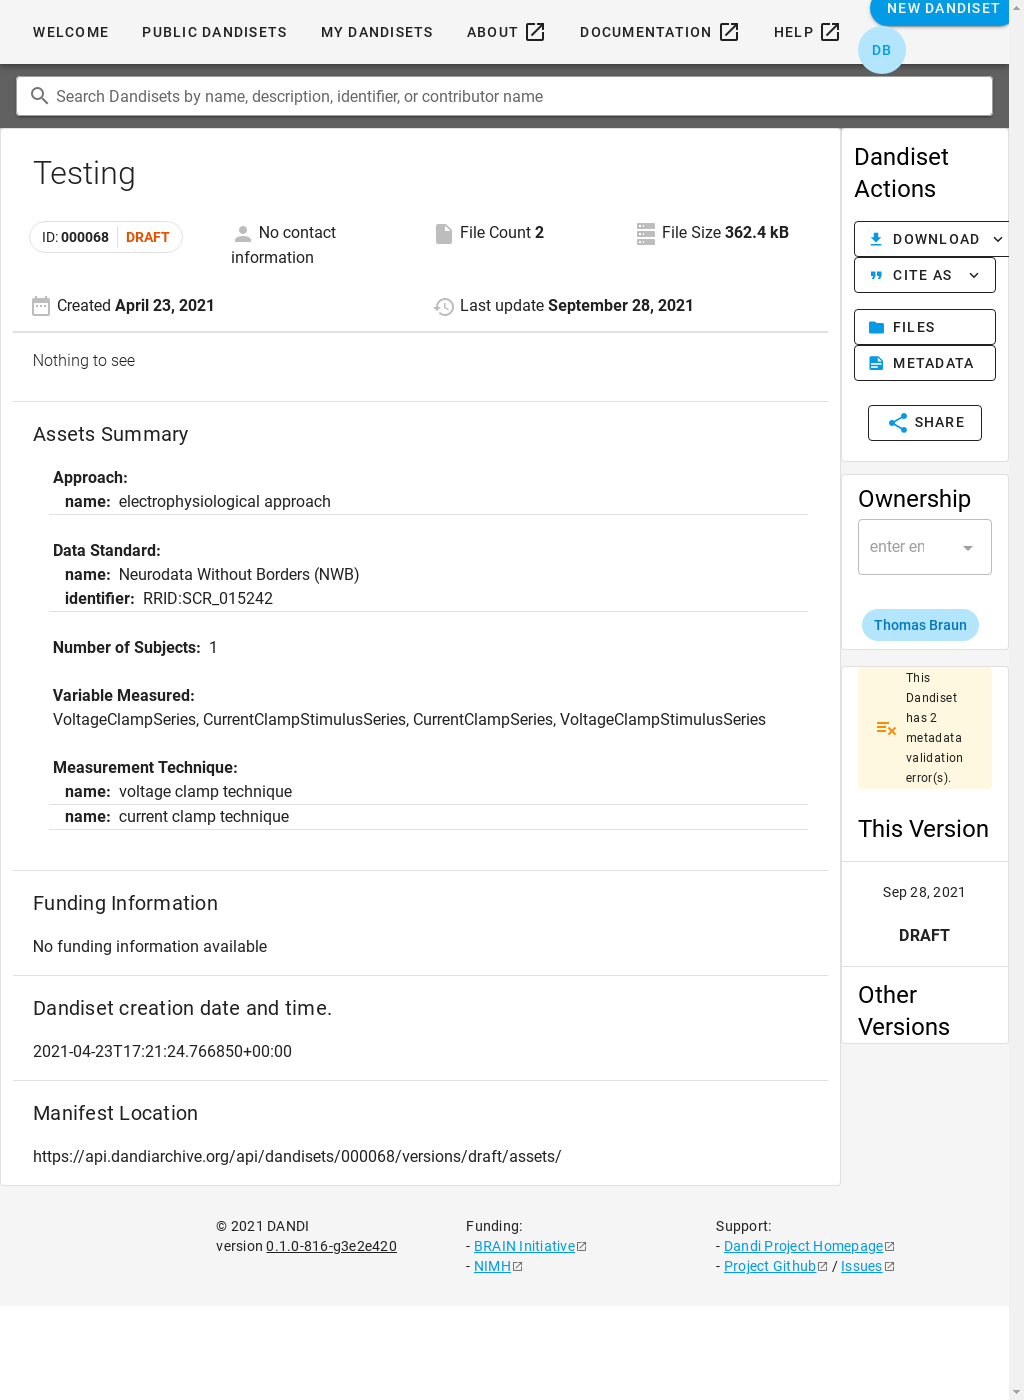 WELCOME PUBLIC DANDISETS MY DANDISETS ABOUT DOCUMENTATION HELP NEW DANDISET
DB
Search Dandisets by name, description, identifier, or contributor name
Testing
ID: 000068 DRAFT
No contact information
File Count 2
File Size 362.4 kB
Created April 23, 2021
Last update September 28, 2021
Nothing to see
Assets Summary
Approach:
name: electrophysiological approach
Data Standard:
name: Neurodata Without Borders (NWB)
identifier: RRID:SCR_015242
Number of Subjects: 1
Variable Measured:
VoltageClampSeries, CurrentClampStimulusSeries, CurrentClampSeries, VoltageClampStimulusSeries
Measurement Technique:
name: voltage clamp technique
name: current clamp technique
Funding Information
No funding information available
Dandiset creation date and time.
2021-04-23T17:21:24.766850+00:00
Manifest Location
https://api.dandiarchive.org/api/dandisets/000068/versions/draft/assets/
Dandiset
Actions
DOWNLOAD
CITE AS
FILES
METADATA
SHARE
Ownership
enter en
Thomas Braun
This
Dandiset
has 2
metadata
validation
error(s).
This Version
Sep 28, 2021
DRAFT
Other
Versions
© 2021 DANDI
version 0.1.0-816-g3e2e420
Funding:
- BRAIN Initiative
- NIMH
Support:
- Dandi Project Homepage
- Project Github / Issues